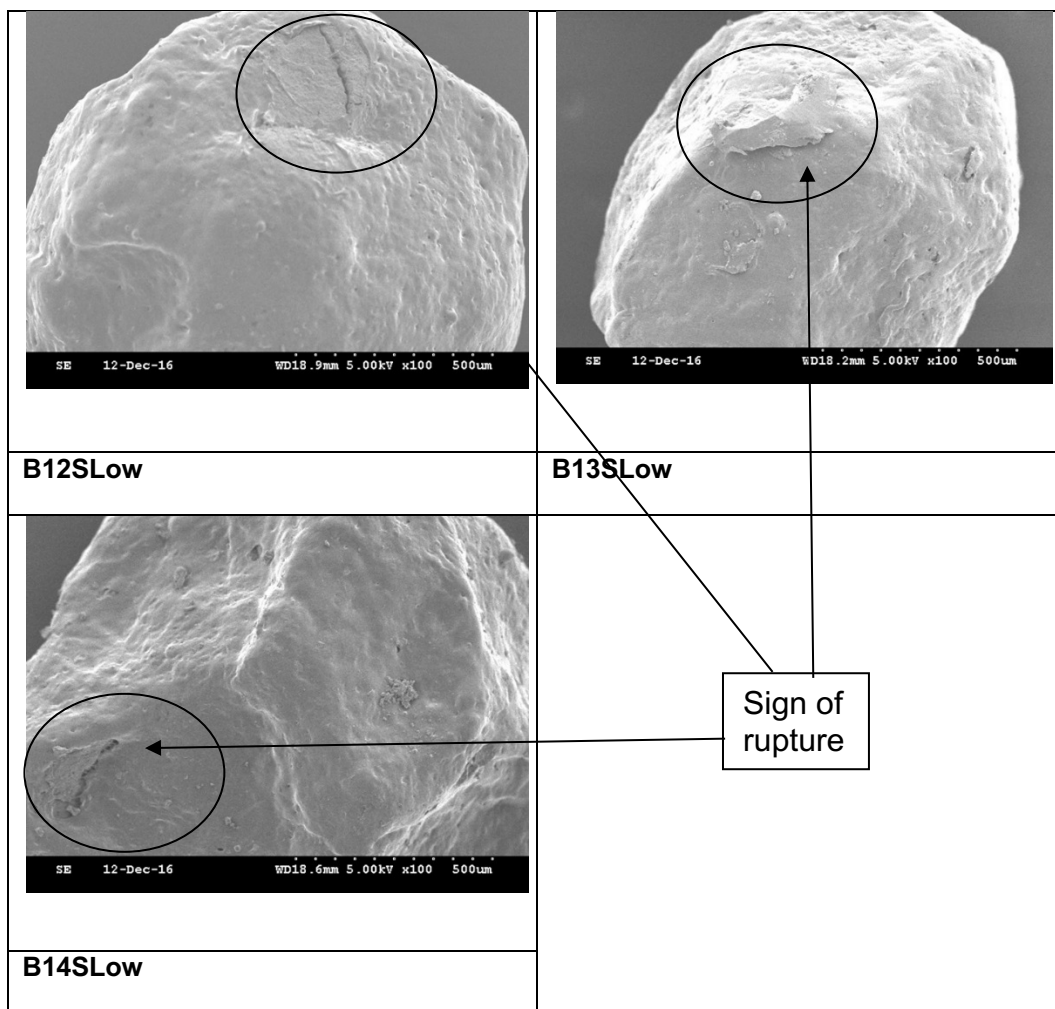 SE 12-Dec-16 WD18.9mm 5.00kV x100 500um
SE 12-Dec-16 WD18.2mm 5.00kV x100 500um
B12SLow
B13SLow
SE 12-Dec-16 WD18.6mm 5.00kV x100 500um
Sign of
rupture
B14SLow